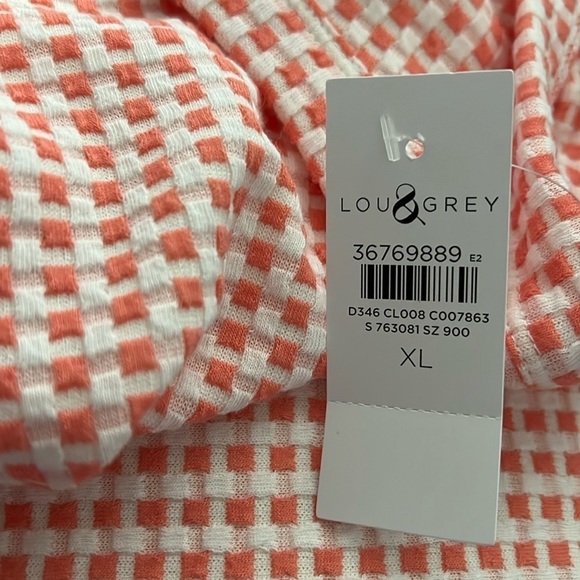 LOU&GREY
36769889 E2
D346 CL008 C007863
S 763081 SZ 900
XL